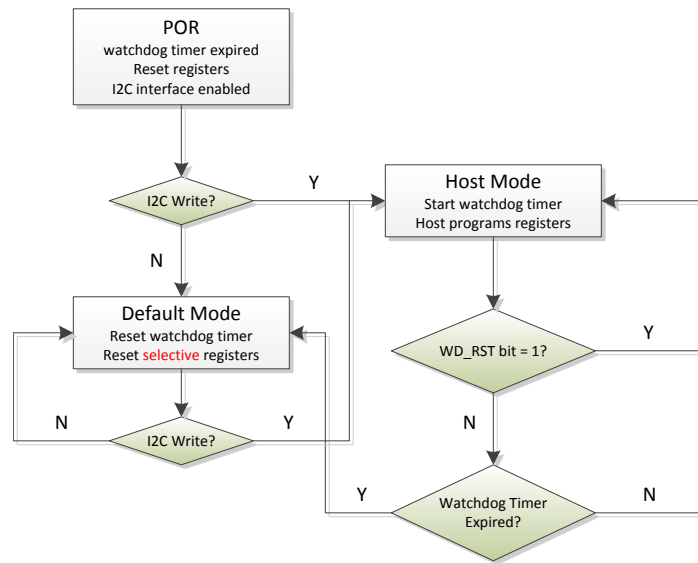 POR
watchdog timer expired
Reset registers
I2C interface enabled
I2C Write?
Y
N
Host Mode
Start watchdog timer
Host programs registers
Default Mode
Reset watchdog timer
Reset selective registers
I2C Write?
N
Y
WD_RST bit = 1?
Y
N
Watchdog Timer
Expired?
Y
N